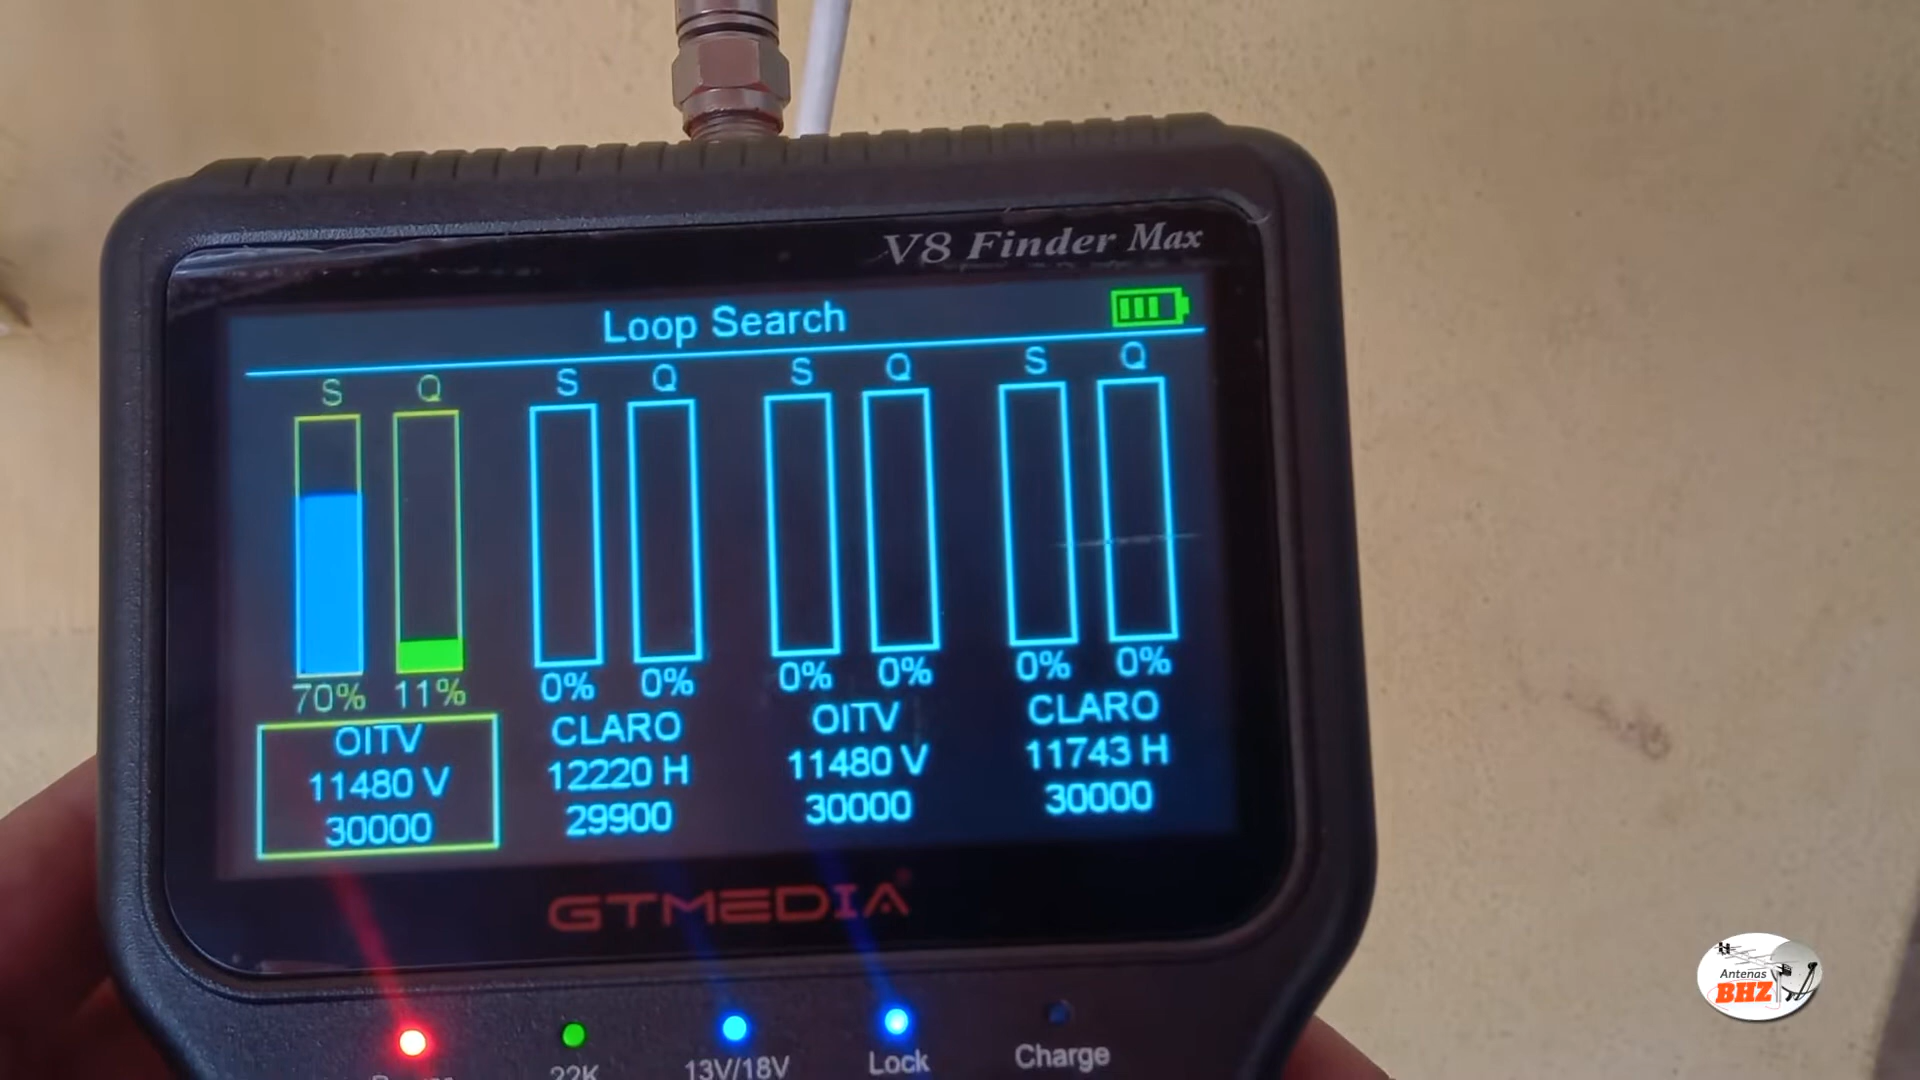 V8 Finder Max
Loop Search
S Q S Q S Q S Q
70% 11% 0% 0% 0% 0% 0% 0%
OITV
11480 V
30000
CLARO
12220 H
29900
OITV
11480 V
30000
CLARO
11743 H
30000
GTMEDIA
22K 13V/18V Lock Charge
Antenas
BHZ